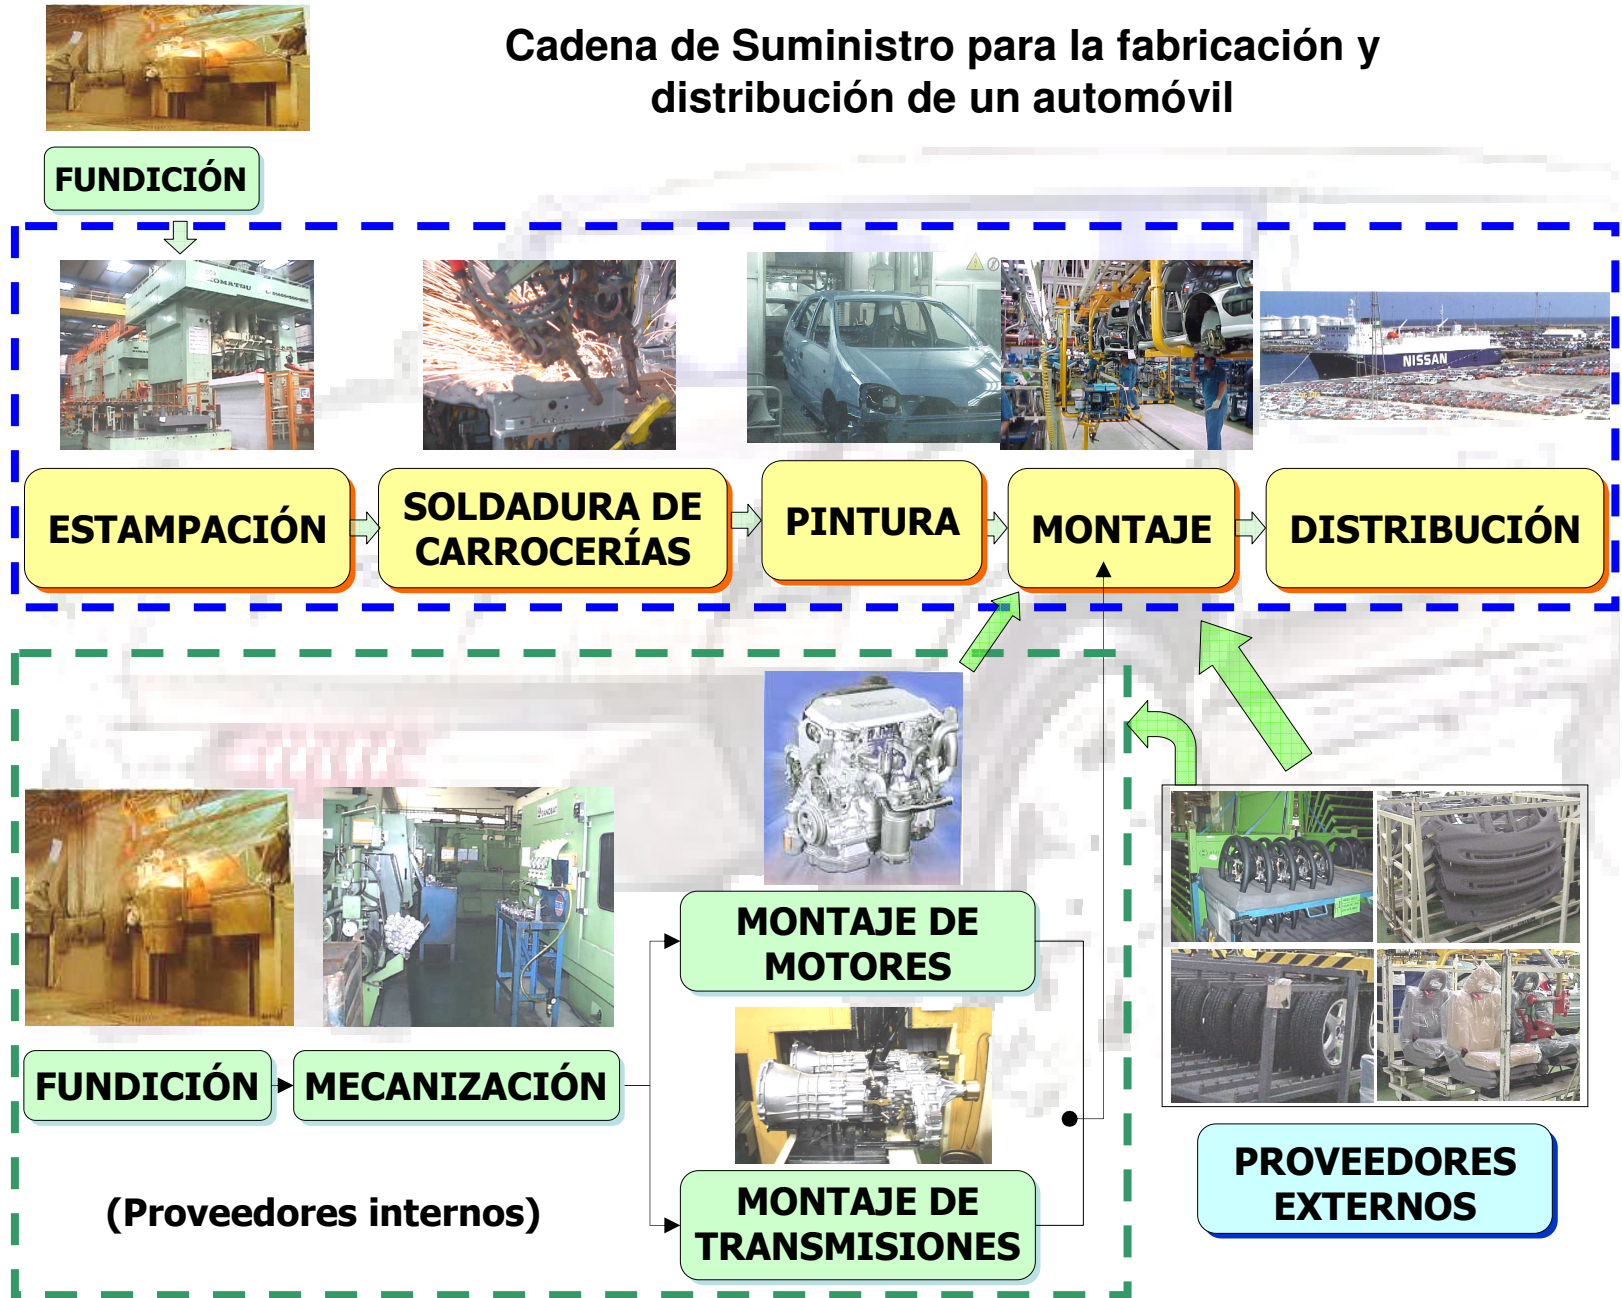 Cadena de Suministro para la fabricación y
distribución de un automóvil
FUNDICIÓN
KOMATSU
NISSAN
ESTAMPACIÓN
SOLDADURA DE
CARROCERÍAS
PINTURA
MONTAJE
DISTRIBUCIÓN
MONTAJE DE
MOTORES
FUNDICIÓN
MECANIZACIÓN
(Proveedores internos)
MONTAJE DE
TRANSMISIONES
PROVEEDORES
EXTERNOS